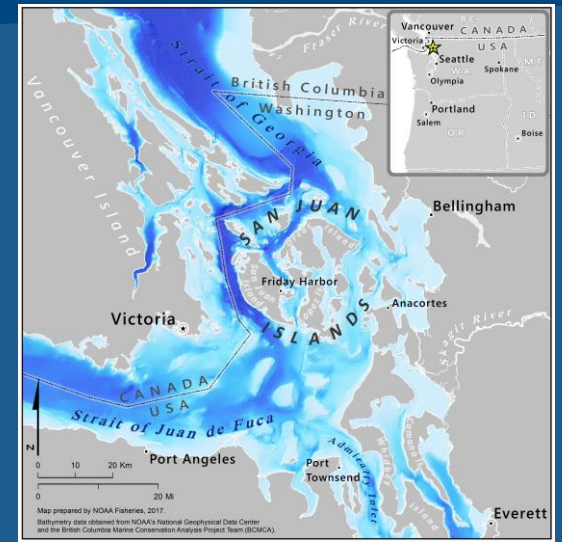 Vancouver
BC
CANADA
USA
Victoria
Seattle
WA
Spokane
MT
Olympia
Portland
Salem
OR
ID
Boise
Fraser River
Strait of Georgia
British Columbia
Washington
Vancouver Island
SAN JUAN
ISLANDS
Bellingham
San Juan
Island
Friday Harbor
Anacortes
Skagit River
Victoria
CANADA
USA
Strait of Juan de Fuca
Port Angeles
Port
Townsend
Admiralty Inlet
Whidbey
Island
Camano
Everett
N
0 10 20 Km
0 20 Mi
Map prepared by NOAA Fisheries, 2017.
Bathymetry data obtained from NOAA's National Geophysical Data Center
and the British Columbia Marine Conservation Analysis Project Team (BCMCA).